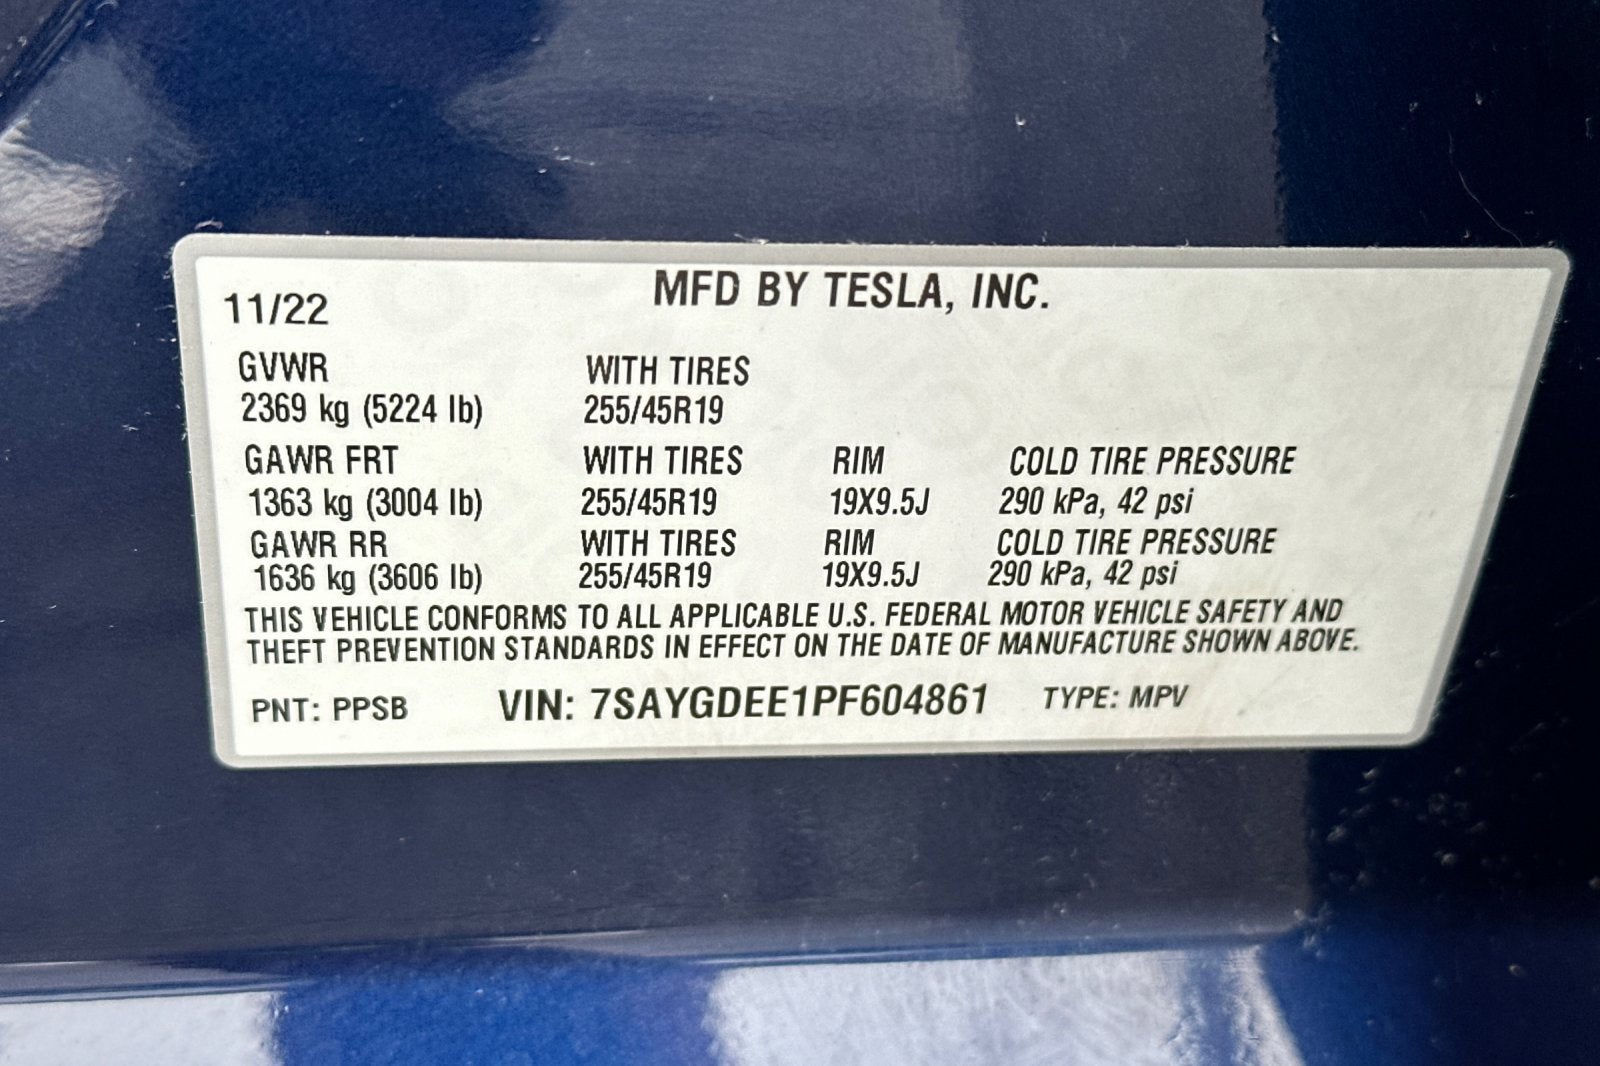 MFD BY TESLA, INC.
11/22
GVWR WITH TIRES
2369 kg (5224 lb) 255/45R19
GAWR FRT WITH TIRES RIM COLD TIRE PRESSURE
1363 kg (3004 lb) 255/45R19 19X9.5J 290 kPa, 42 psi
GAWR RR WITH TIRES RIM COLD TIRE PRESSURE
1636 kg (3606 lb) 255/45R19 19X9.5J 290 kPa, 42 psi
THIS VEHICLE CONFORMS TO ALL APPLICABLE U.S. FEDERAL MOTOR VEHICLE SAFETY AND
THEFT PREVENTION STANDARDS IN EFFECT ON THE DATE OF MANUFACTURE SHOWN ABOVE.
PNT: PPSB VIN: 7SAYGDEE1PF604861 TYPE: MPV